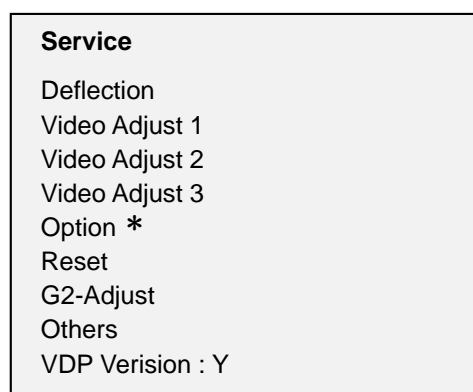 Service
Deflection
Video Adjust 1
Video Adjust 2
Video Adjust 3
Option *
Reset
G2-Adjust
Others
VDP Verision : Y